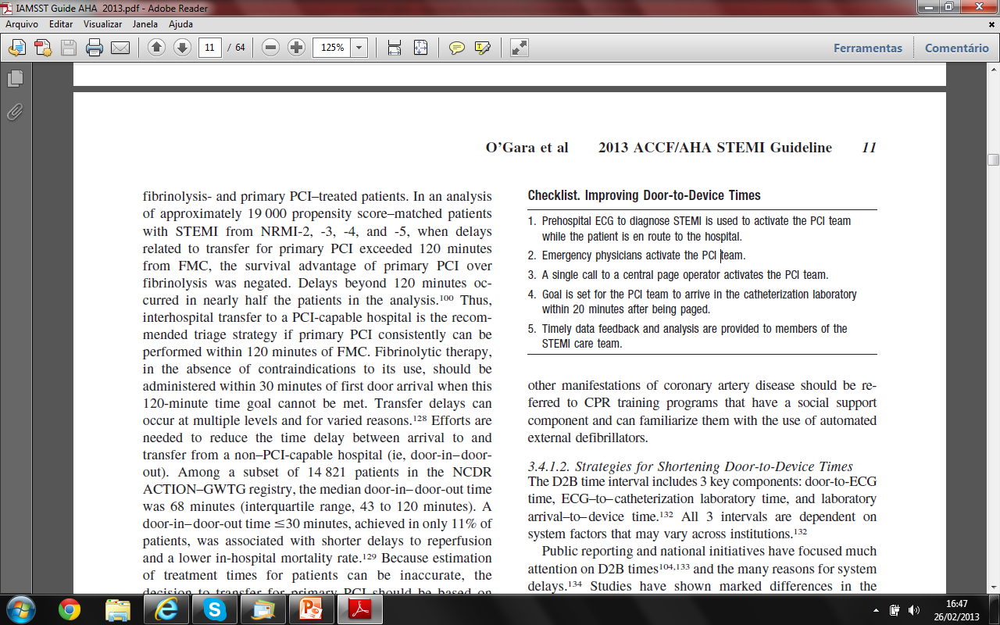 IAMSST Guide AHA  2013.pdf - Adobe Reader
Arquivo Editar Visualizar Janela Ajuda
11 / 64 125% Ferramentas Comentário
O’Gara et al 2013 ACCF/AHA STEMI Guideline 11
fibrinolysis- and primary PCI–treated patients. In an analysis
of approximately 19 000 propensity score–matched patients
with STEMI from NRMI-2, -3, -4, and -5, when delays
related to transfer for primary PCI exceeded 120 minutes
from FMC, the survival advantage of primary PCI over
fibrinolysis was negated. Delays beyond 120 minutes oc-
curred in nearly half the patients in the analysis.¹⁰⁰ Thus,
interhospital transfer to a PCI-capable hospital is the recom-
mended triage strategy if primary PCI consistently can be
performed within 120 minutes of FMC. Fibrinolytic therapy,
in the absence of contraindications to its use, should be
administered within 30 minutes of first door arrival when this
120-minute time goal cannot be met. Transfer delays can
occur at multiple levels and for varied reasons.¹²⁸ Efforts are
needed to reduce the time delay between arrival to and
transfer from a non–PCI-capable hospital (ie, door-in–door-
out). Among a subset of 14 821 patients in the NCDR
ACTION–GWTG registry, the median door-in–door-out time
was 68 minutes (interquartile range, 43 to 120 minutes). A
door-in–door-out time ≤30 minutes, achieved in only 11% of
patients, was associated with shorter delays to reperfusion
and a lower in-hospital mortality rate.¹²⁹ Because estimation
of treatment times for patients can be inaccurate, the
decision to transfer for primary PCI should be based on
Checklist. Improving Door-to-Device Times
1. Prehospital ECG to diagnose STEMI is used to activate the PCI team
while the patient is en route to the hospital.
2. Emergency physicians activate the PCI team.
3. A single call to a central page operator activates the PCI team.
4. Goal is set for the PCI team to arrive in the catheterization laboratory
within 20 minutes after being paged.
5. Timely data feedback and analysis are provided to members of the
STEMI care team.
other manifestations of coronary artery disease should be re-
ferred to CPR training programs that have a social support
component and can familiarize them with the use of automated
external defibrillators.
3.4.1.2. Strategies for Shortening Door-to-Device Times
The D2B time interval includes 3 key components: door-to-ECG
time, ECG–to–catheterization laboratory time, and laboratory
arrival–to–device time.¹³² All 3 intervals are dependent on
system factors that may vary across institutions.¹³²
Public reporting and national initiatives have focused much
attention on D2B times¹⁰⁴,¹³³ and the many reasons for system
delays.¹³⁴ Studies have shown marked differences in the
16:47
26/02/2013